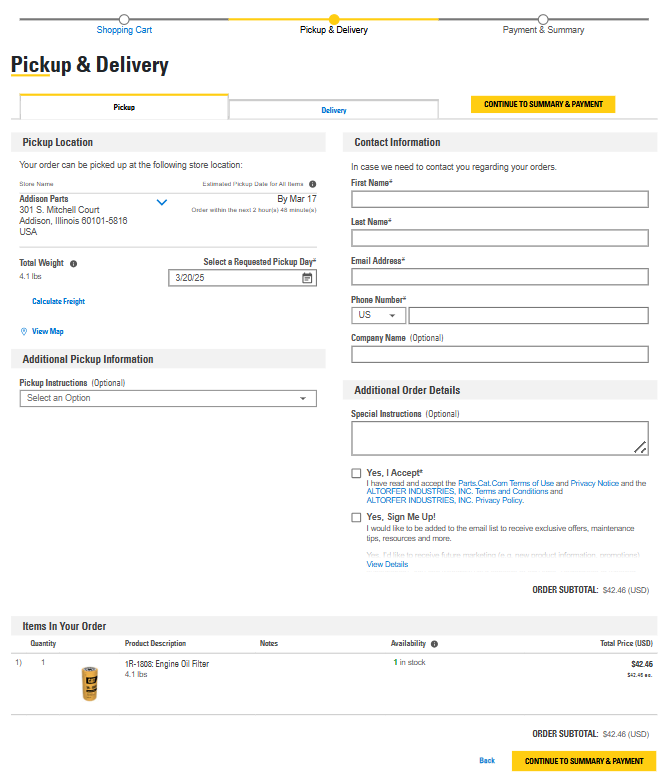 Shopping Cart
Pickup & Delivery
Payment & Summary
Pickup & Delivery
Pickup
Delivery
CONTINUE TO SUMMARY & PAYMENT
Pickup Location
Your order can be picked up at the following store location:
Store Name
Estimated Pickup Date for All Items
Addison Parts
By Mar 17
301 S. Mitchell Court
Order within the next 2 hour(s) 48 minute(s)
Addison, Illinois 60101-5816
USA
Total Weight
Select a Requested Pickup Day*
4.1 lbs
3/20/25
Calculate Freight
View Map
Additional Pickup Information
Pickup Instructions (Optional)
Select an Option
Contact Information
In case we need to contact you regarding your orders.
First Name*
Last Name*
Email Address*
Phone Number*
US
Company Name (Optional)
Additional Order Details
Special Instructions (Optional)
Yes, I Accept*
I have read and accept the Parts.Cat.Com Terms of Use and Privacy Notice and the
ALTORFER INDUSTRIES, INC. Terms and Conditions and
ALTORFER INDUSTRIES, INC. Privacy Policy.
Yes, Sign Me Up!
I would like to be added to the email list to receive exclusive offers, maintenance
tips, resources and more.
Yes, I'd like to receive future marketing (e.g. new product information, promotions)
View Details
ORDER SUBTOTAL: $42.46 (USD)
Items In Your Order
Quantity
Product Description
Notes
Availability
Total Price (USD)
1)
1
CAT
1R-1808: Engine Oil Filter
4.1 lbs
1 in stock
$42.46
$42.46 ea.
ORDER SUBTOTAL: $42.46 (USD)
Back
CONTINUE TO SUMMARY & PAYMENT